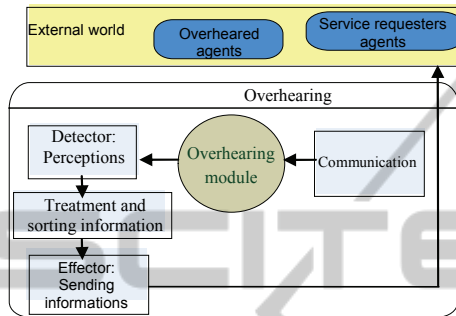 External world
Overheared
agents
Service requesters
agents
Overhearing
Detector:
Perceptions
Overhearing
module
Communication
Treatment and
sorting information
Effector:
Sending
informations
SCITE